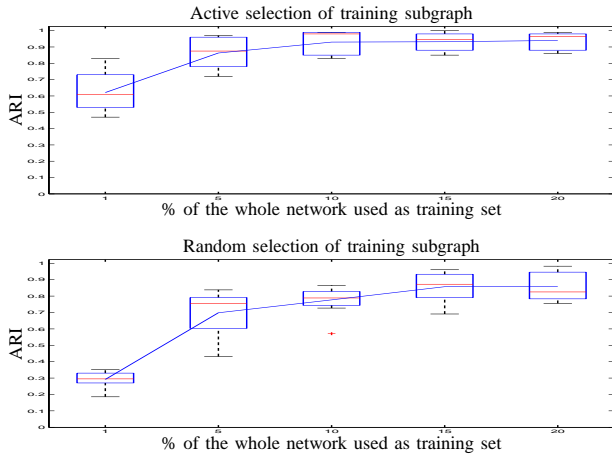 Active selection of training subgraph
1
0.9
0.8
0.7
0.6
0.5
0.4
0.3
0.2
0.1
0
ARI
1 5 10 15 20
% of the whole network used as training set
Random selection of training subgraph
1
0.9
0.8
0.7
0.6
0.5
0.4
0.3
0.2
0.1
0
ARI
1 5 10 15 20
% of the whole network used as training set